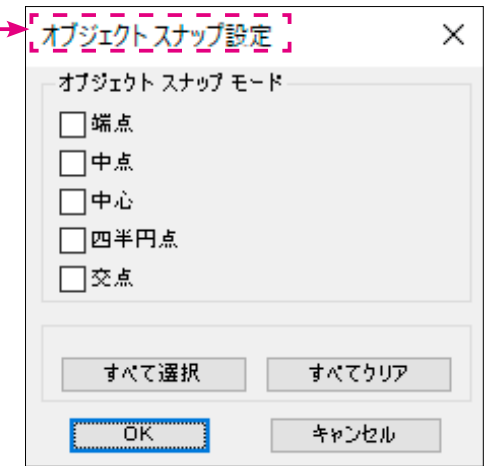 オブジェクト スナップ設定
オブジェクト スナップ モード
端点
中点
中心
四半円点
交点
すべて選択
すべてクリア
OK
キャンセル